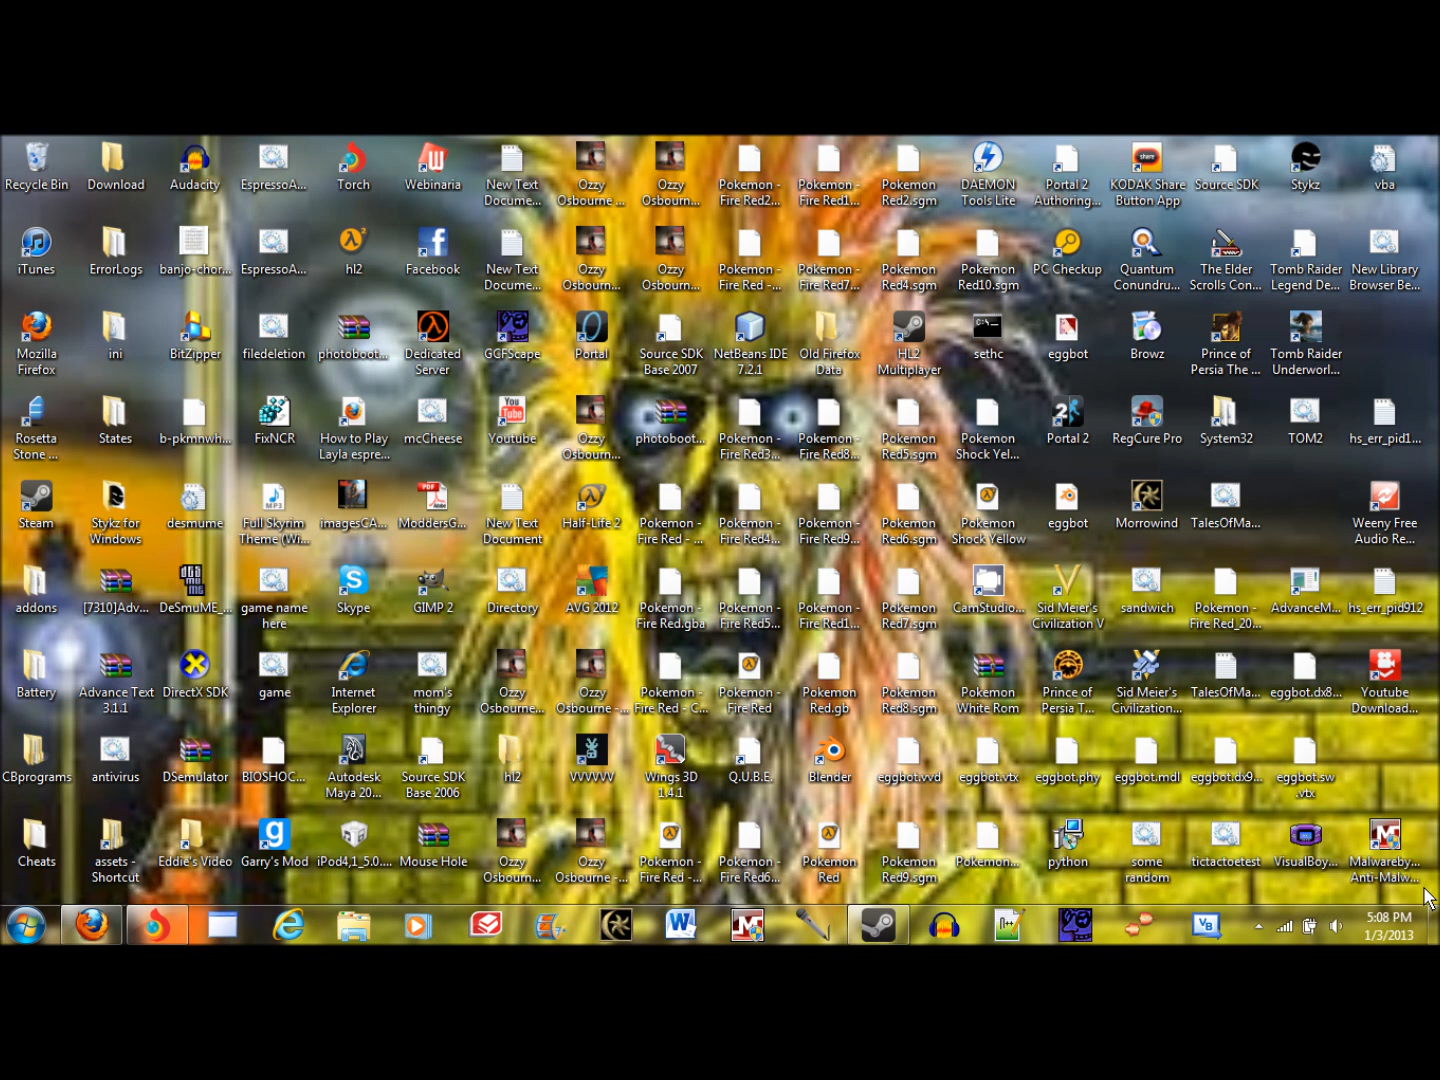 Recycle Bin
Download
Audacity
EspressoA...
Torch
Webinaria
New Text
Docume...
Ozzy
Osbourne ...
Ozzy
Osbourn...
Pokemon -
Fire Red2...
Pokemon -
Fire Red1...
Pokemon
Red2.sgm
DAEMON
Tools Lite
Portal 2
Authoring...
KODAK Share
Button App
Source SDK
Stykz
vba
iTunes
ErrorLogs
banjo-chor...
EspressoA...
hl2
Facebook
New Text
Docume...
Ozzy
Osbourn...
Ozzy
Osbourn...
Pokemon -
Fire Red -...
Pokemon -
Fire Red7...
Pokemon
Red4.sgm
Pokemon
Red10.sgm
PC Checkup
Quantum
Conundru...
The Elder
Scrolls Con...
Tomb Raider
Legend De...
New Library
Browser Be...
Mozilla
Firefox
ini
BitZipper
filedeletion
photoboot...
Dedicated
Server
GCFScape
Portal
Source SDK
Base 2007
NetBeans IDE
7.2.1
Old Firefox
Data
HL2
Multiplayer
sethc
eggbot
Browz
Prince of
Persia The ...
Tomb Raider
Underworl...
Rosetta
Stone ...
States
b-pkmnwh...
FixNCR
How to Play
Layla espre...
mcCheese
Youtube
Ozzy
Osbourn...
photoboot...
Pokemon -
Fire Red3...
Pokemon -
Fire Red8...
Pokemon
Red5.sgm
Pokemon
Shock Yel...
Portal 2
RegCure Pro
System32
TOM2
hs_err_pid1...
Steam
Stykz for
Windows
desmume
Full Skyrim
Theme (Wi...
imagesCA...
ModdersG...
New Text
Document
Half-Life 2
Pokemon -
Fire Red - ...
Pokemon -
Fire Red4...
Pokemon -
Fire Red9...
Pokemon
Red6.sgm
Pokemon
Shock Yellow
eggbot
Morrowind
TalesOfMa...
Weeny Free
Audio Re...
addons
[7310]Adv...
DeSmuME_...
game name
here
Skype
GIMP 2
Directory
AVG 2012
Pokemon -
Fire Red.gba
Pokemon -
Fire Red5...
Pokemon -
Fire Red1...
Pokemon
Red7.sgm
CamStudio...
Sid Meier's
Civilization V
sandwich
Pokemon -
Fire Red_20...
AdvanceM...
hs_err_pid912
Battery
Advance Text
3.1.1
DirectX SDK
game
Internet
Explorer
mom's
thingy
Ozzy
Osbourne...
Ozzy
Osbourne -...
Pokemon -
Fire Red - C...
Pokemon -
Fire Red
Pokemon
Red.gb
Pokemon
Red8.sgm
Pokemon
White Rom
Prince of
Persia T...
Sid Meier's
Civilization...
TalesOfMa...
eggbot.dx8...
Youtube
Download...
CBprograms
antivirus
DSemulator
BIOSHOC...
Autodesk
Maya 20...
Source SDK
Base 2006
hl2
VVVVVV
Wings 3D
1.4.1
Q.U.B.E.
Blender
eggbot.vvd
eggbot.vtx
eggbot.phy
eggbot.mdl
eggbot.dx9...
eggbot.sw
.vtx
Cheats
assets -
Shortcut
Eddie's Video
Garry's Mod
iPod4,1_5.0....
Mouse Hole
Ozzy
Osbourn...
Ozzy
Osbourne -...
Pokemon -
Fire Red -...
Pokemon -
Fire Red6...
Pokemon
Red
Pokemon
Red9.sgm
Pokemon...
python
some
random
tictactoetest
VisualBoy...
Malwareby...
Anti-Malw...
5:08 PM
1/3/2013